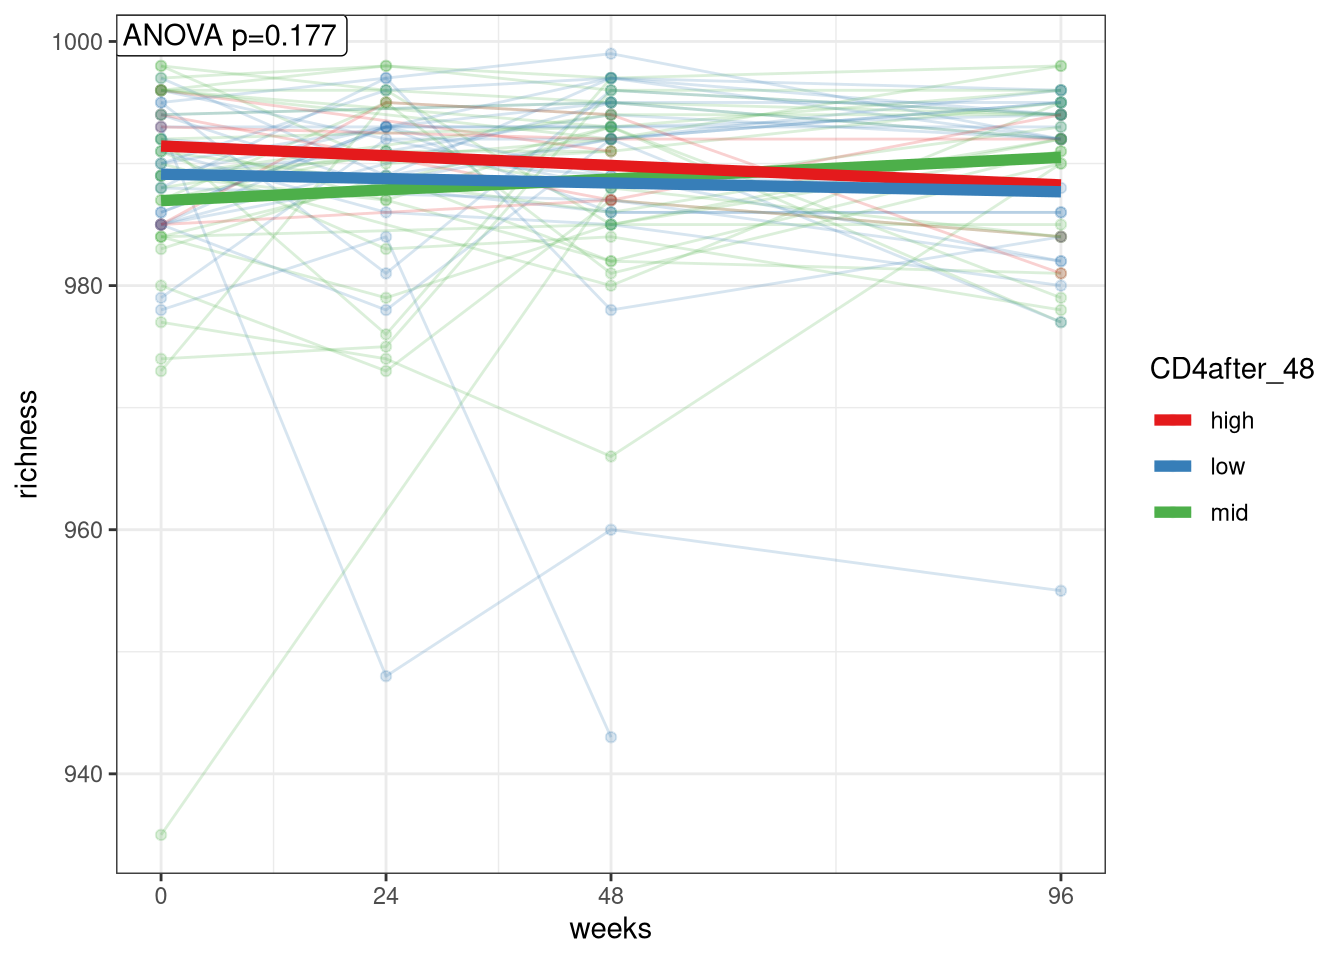 ANOVA p=0.177
1000
980
960
940
richness
0 24 48 96
weeks
CD4after_48
high
low
mid